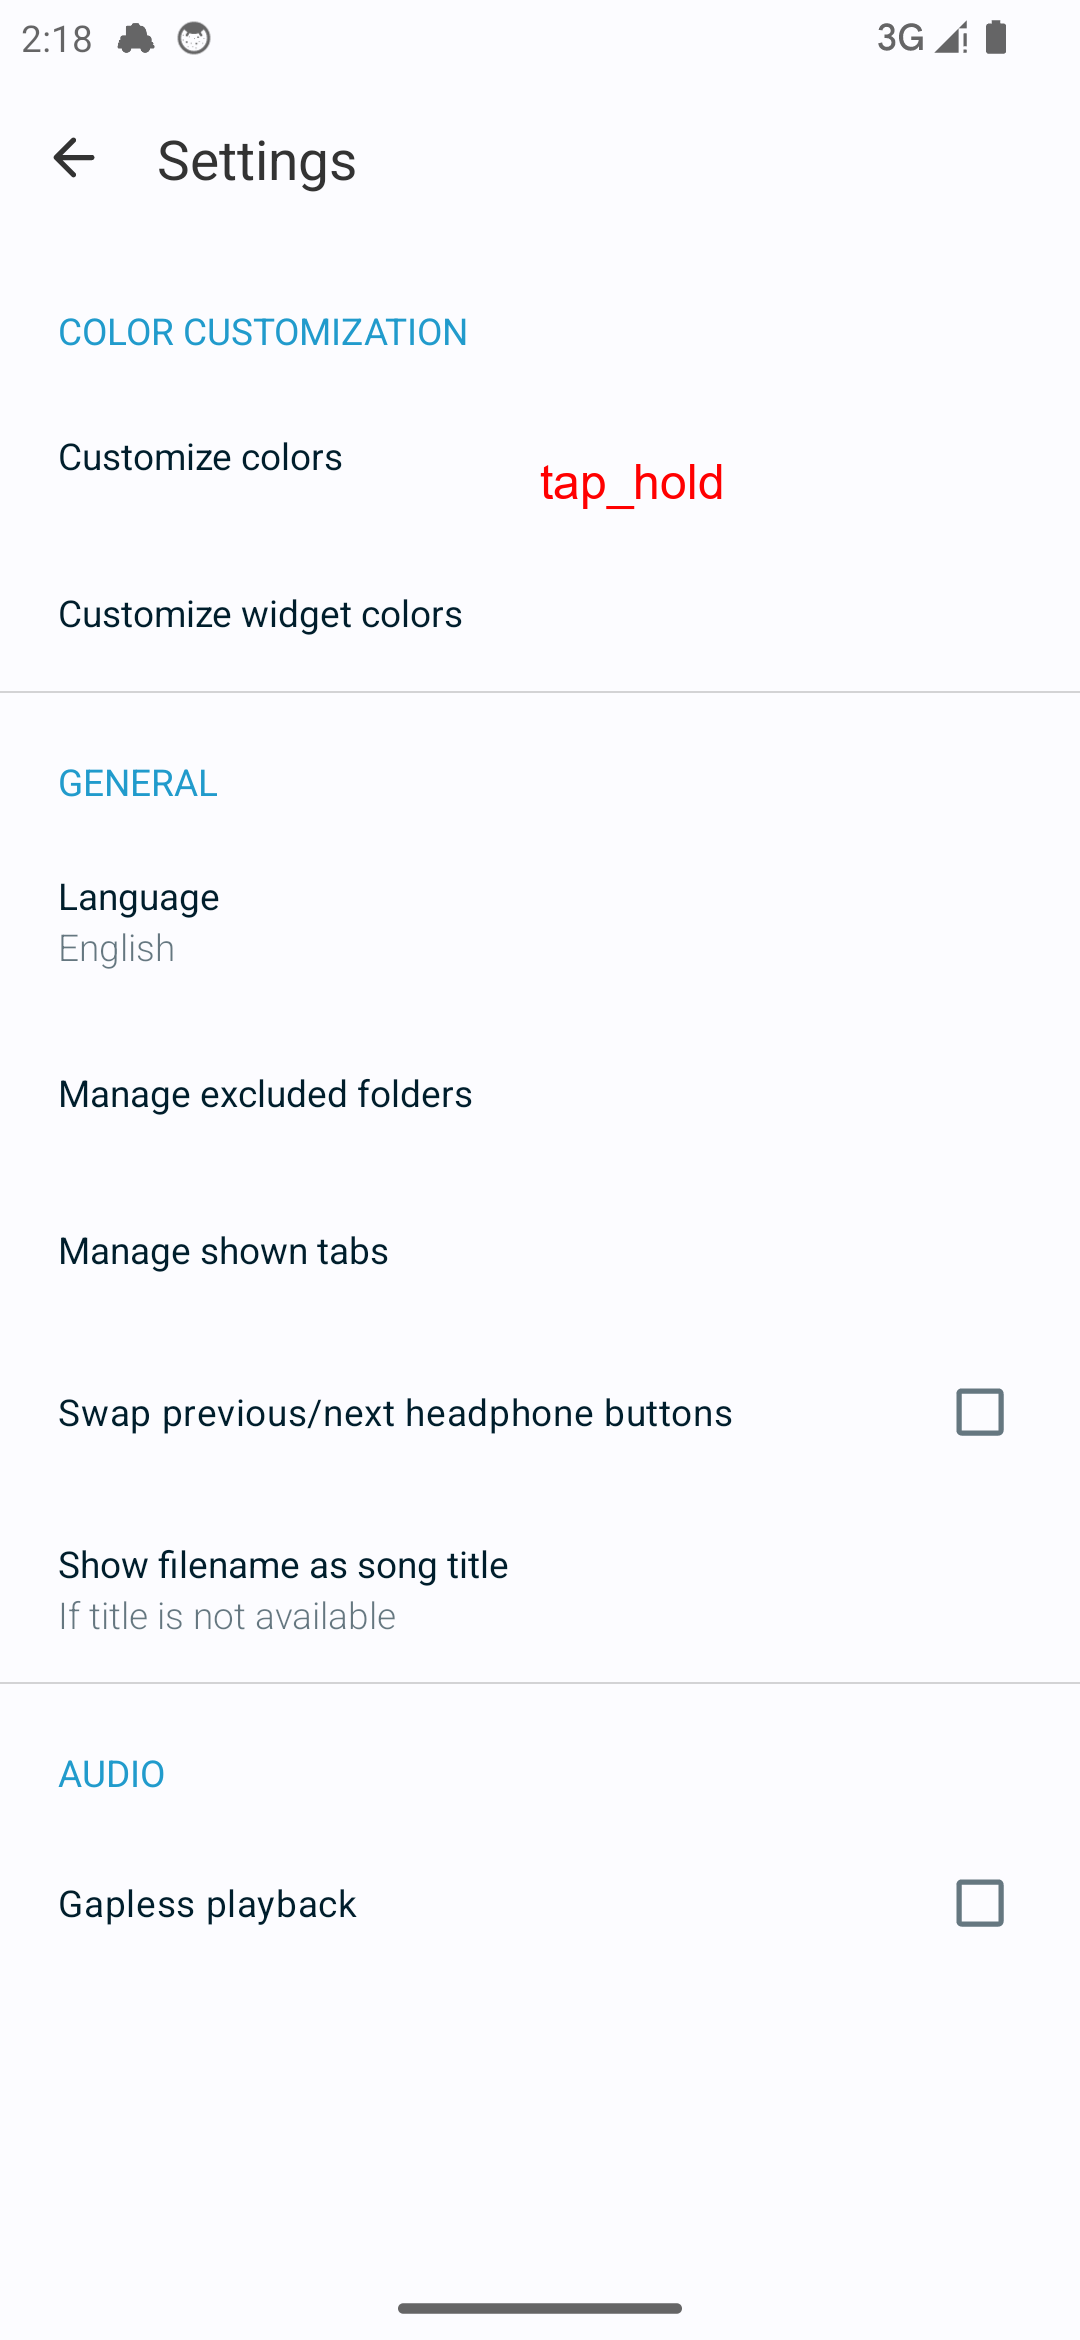 2:18 3G
Settings
COLOR CUSTOMIZATION
Customize colors
tap_hold
Customize widget colors
GENERAL
Language
English
Manage excluded folders
Manage shown tabs
Swap previous/next headphone buttons
Show filename as song title
If title is not available
AUDIO
Gapless playback